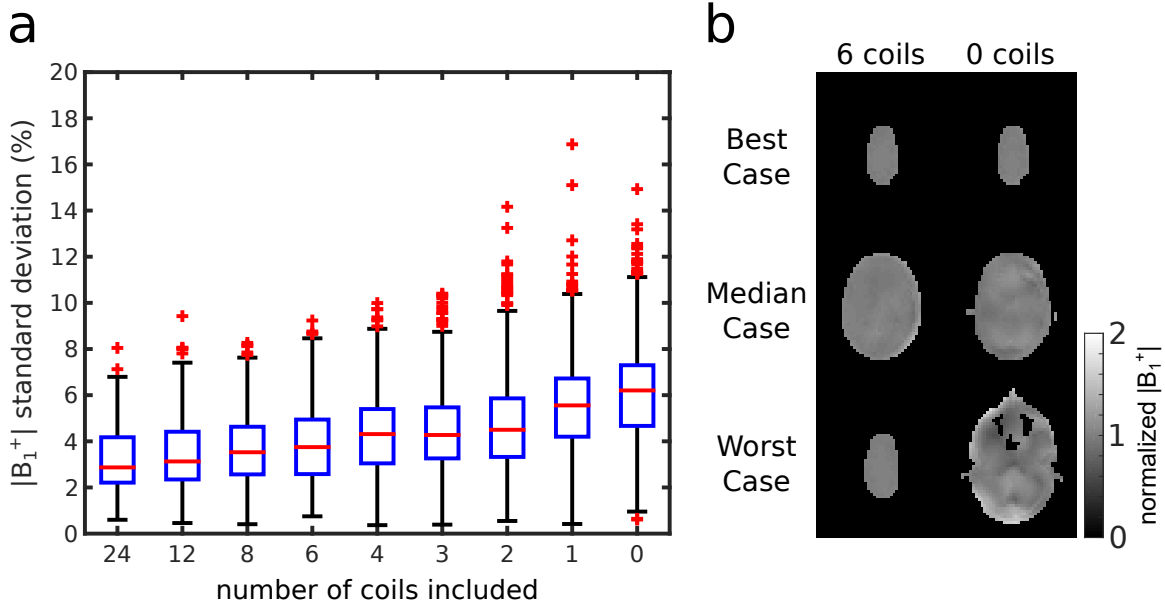 a
|B₁⁺| standard deviation (%)
20
18
16
14
12
10
8
6
4
2
0
24 12 8 6 4 3 2 1 0
number of coils included
b
6 coils 0 coils
Best
Case
Median
Case
Worst
Case
2
1
0
normalized |B₁⁺|